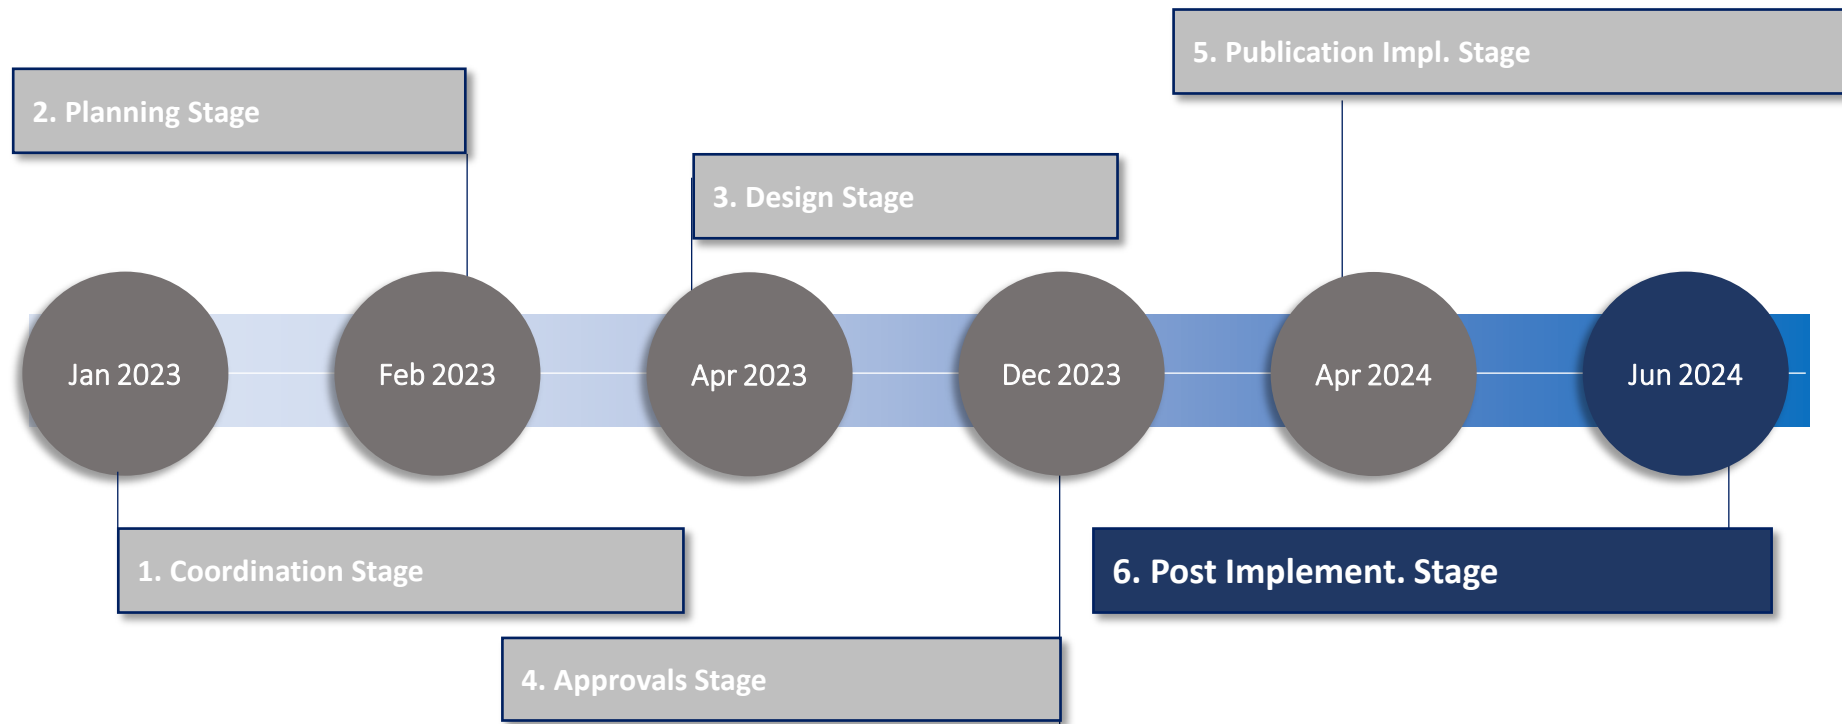 5. Publication Impl. Stage
2. Planning Stage
3. Design Stage
Jan 2023
Feb 2023
Apr 2023
Dec 2023
Apr 2024
Jun 2024
1. Coordination Stage
6. Post Implement. Stage
4. Approvals Stage